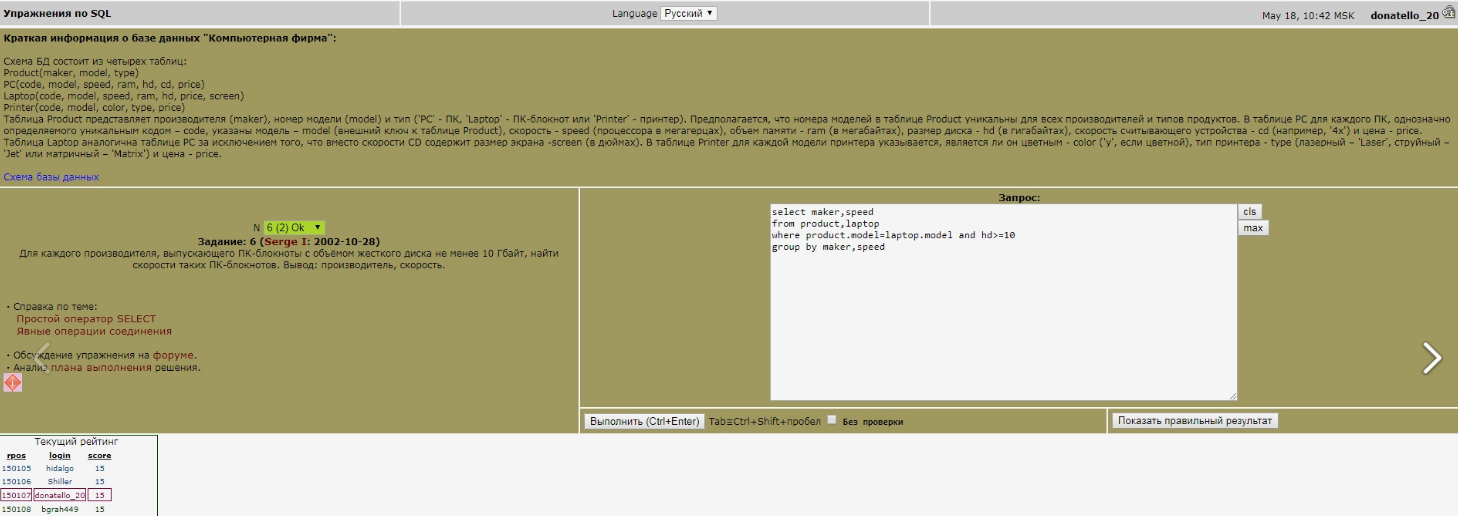 Упражнения по SQL
Language Русский
May 18, 10:42 MSK donatello_20
Краткая информация о базе данных "Компьютерная фирма":
Схема БД состоит из четырех таблиц:
Product(maker, model, type)
PC(code, model, speed, ram, hd, cd, price)
Laptop(code, model, speed, ram, hd, price, screen)
Printer(code, model, color, type, price)
Таблица Product представляет производителя (maker), номер модели (model) и тип ('PC' - ПК, 'Laptop' - ПК-блокнот или 'Printer' - принтер). Предполагается, что номера моделей в таблице Product уникальны для всех производителей и типов продуктов. В таблице PC для каждого ПК, однозначно
определяемого уникальным кодом – code, указаны модель – model (внешний ключ к таблице Product), скорость - speed (процессора в мегагерцах), объем памяти - ram (в мегабайтах), размер диска - hd (в гигабайтах), скорость считывающего устройства - cd (например, '4x') и цена - price.
Таблица Laptop аналогична таблице PC за исключением того, что вместо скорости CD содержит размер экрана -screen (в дюймах). В таблице Printer для каждой модели принтера указывается, является ли он цветным - color ('y', если цветной), тип принтера - type (лазерный – 'Laser', струйный –
'Jet' или матричный – 'Matrix') и цена - price.
Схема базы данных
N 6 (2) Ok
Задание: 6 (Serge I: 2002-10-28)
Для каждого производителя, выпускающего ПК-блокноты c объёмом жесткого диска не менее 10 Гбайт, найти
скорости таких ПК-блокнотов. Вывод: производитель, скорость.
• Справка по теме:
Простой оператор SELECT
Явные операции соединения
• Обсуждение упражнения на форуме.
• Анализ плана выполнения решения.
Запрос:
select maker,speed
from product,laptop
where product.model=laptop.model and hd>=10
group by maker,speed
cls
max
Выполнить (Ctrl+Enter) Tab≡Ctrl+Shift+пробел Без проверки
Показать правильный результат
Текущий рейтинг
rpos login score
150105 hidalgo 15
150106 Shiller 15
150107 donatello_20 15
150108 bgrah449 15